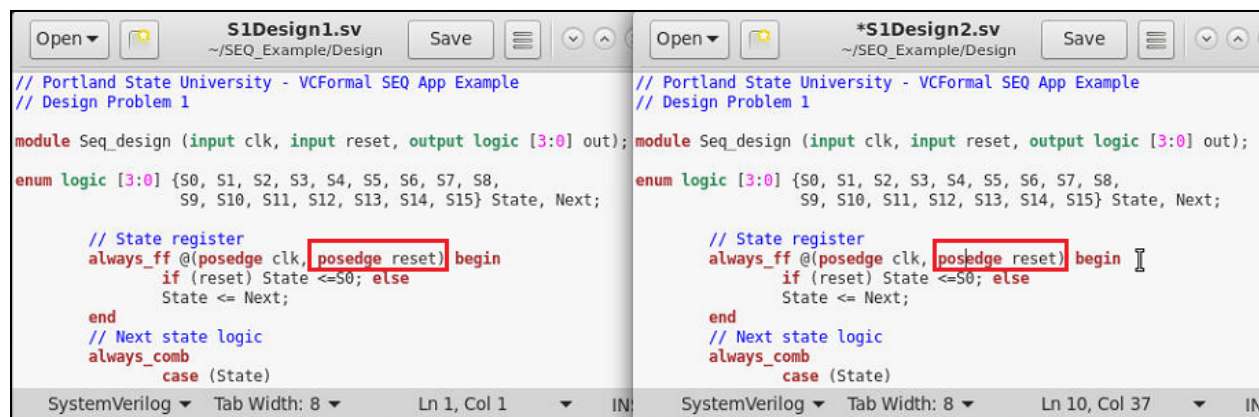 Open
S1Design1.sv
~/SEQ_Example/Design
Save
// Portland State University - VCFormal SEQ App Example
// Design Problem 1
module Seq_design (input clk, input reset, output logic [3:0] out);
enum logic [3:0] {S0, S1, S2, S3, S4, S5, S6, S7, S8,
S9, S10, S11, S12, S13, S14, S15} State, Next;
// State register
always_ff @(posedge clk, posedge reset) begin
if (reset) State <=S0; else
State <= Next;
end
// Next state logic
always_comb
case (State)
SystemVerilog Tab Width: 8 Ln 1, Col 1 IN
Open
*S1Design2.sv
~/SEQ_Example/Design
Save
// Portland State University - VCFormal SEQ App Example
// Design Problem 1
module Seq_design (input clk, input reset, output logic [3:0] out);
enum logic [3:0] {S0, S1, S2, S3, S4, S5, S6, S7, S8,
S9, S10, S11, S12, S13, S14, S15} State, Next;
// State register
always_ff @(posedge clk, posedge reset) begin
if (reset) State <=S0; else
State <= Next;
end
// Next state logic
always_comb
case (State)
SystemVerilog Tab Width: 8 Ln 10, Col 37 IN